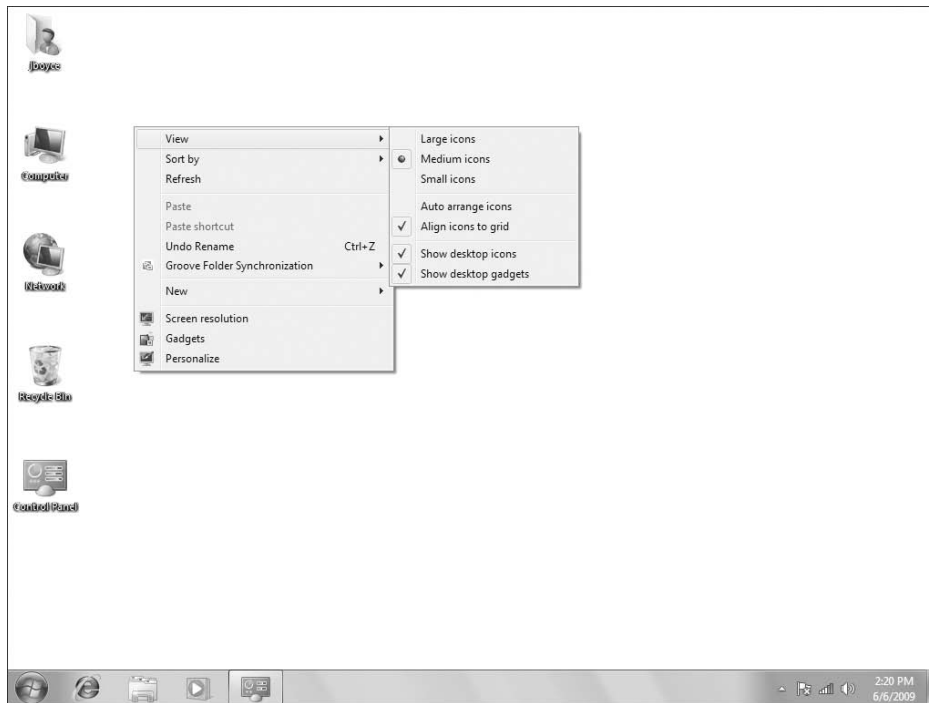 jboyce
Computer
Network
Recycle Bin
Control Panel
View
Sort by
Refresh
Paste
Paste shortcut
Undo Rename Ctrl+Z
Groove Folder Synchronization
New
Screen resolution
Gadgets
Personalize
Large icons
Medium icons
Small icons
Auto arrange icons
Align icons to grid
Show desktop icons
Show desktop gadgets
2:20 PM
6/6/2009